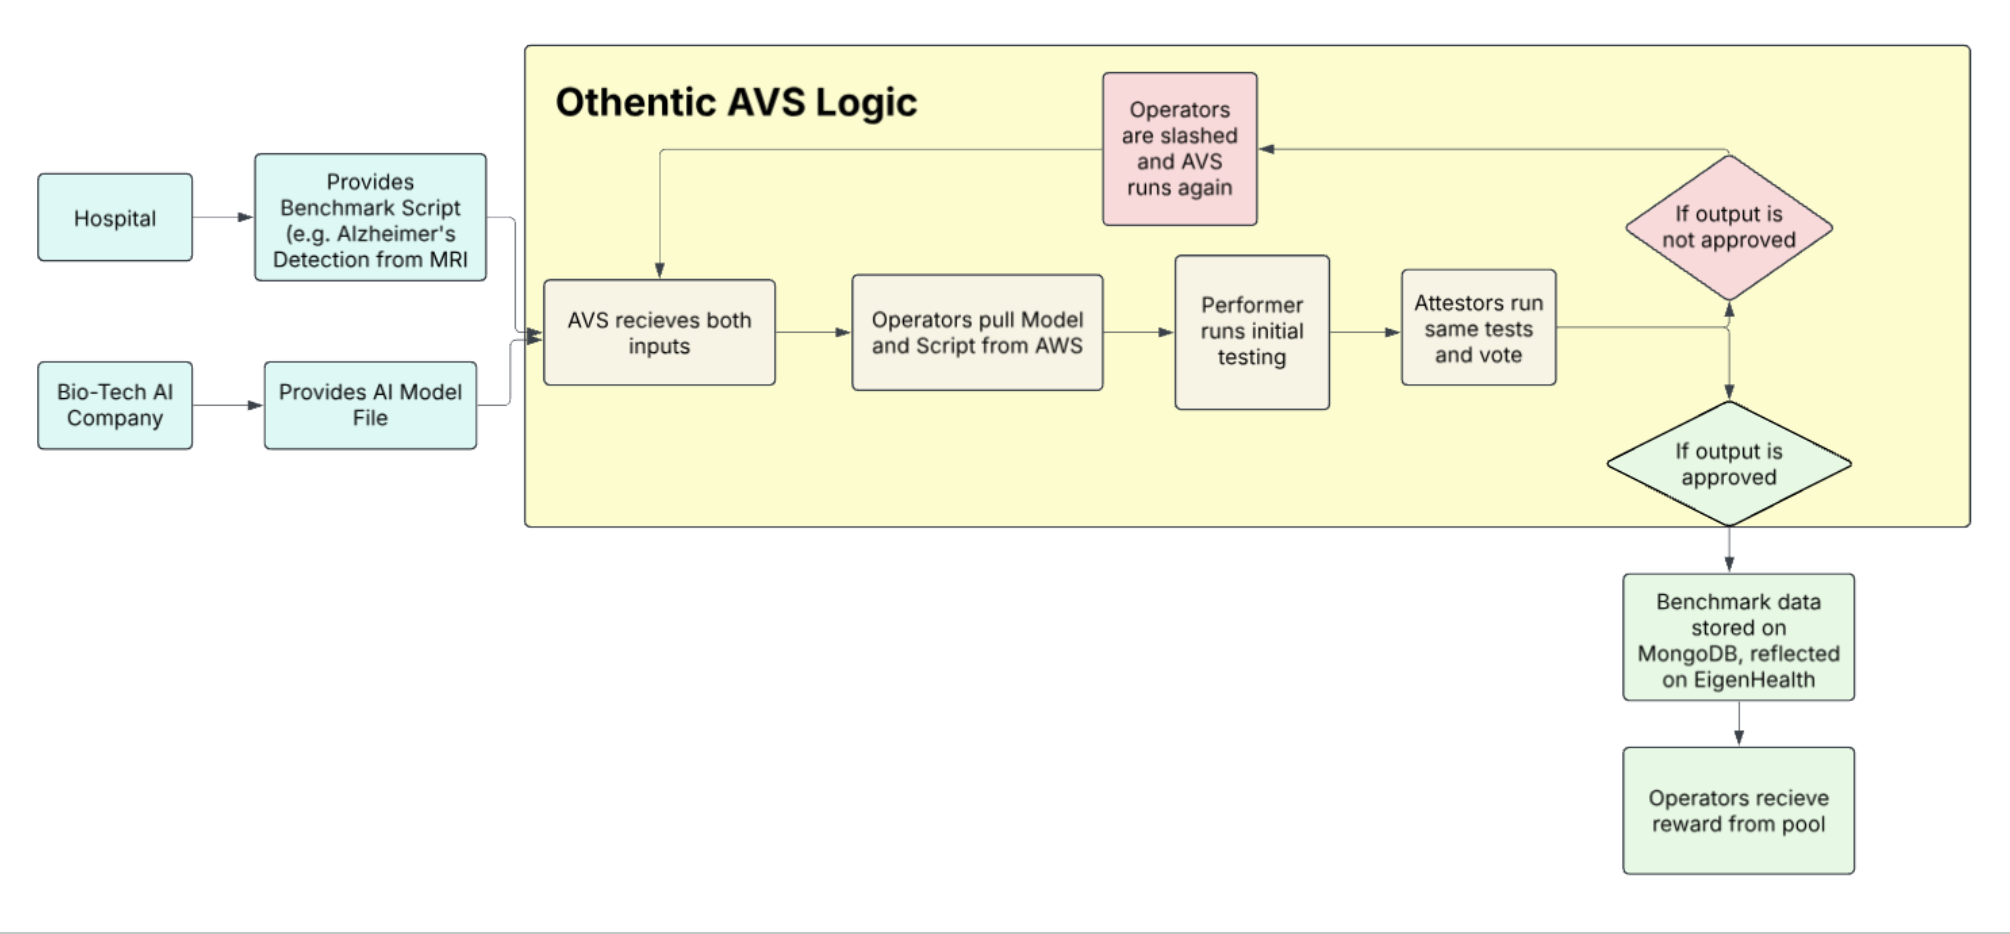 Othentic AVS Logic
Hospital
Provides
Benchmark Script
(e.g. Alzheimer's
Detection from MRI
Bio-Tech AI
Company
Provides AI Model
File
AVS recieves both
inputs
Operators pull Model
and Script from AWS
Performer
runs initial
testing
Attestors run
same tests
and vote
If output is
not approved
Operators
are slashed
and AVS
runs again
If output is
approved
Benchmark data
stored on
MongoDB, reflected
on EigenHealth
Operators recieve
reward from pool